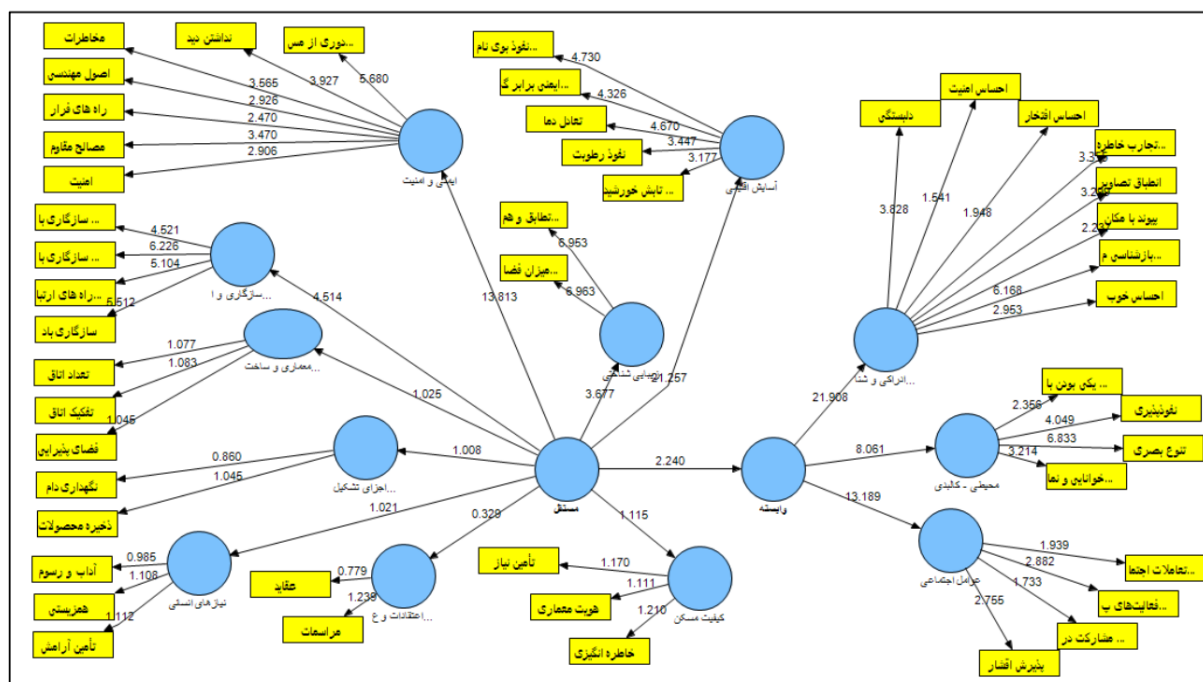 مخاطرات
نداشتن دید
دوری از مس...
اصول مهندسی
راه های فرار
مصالح مقاوم
امنیت
3.565
3.927
5.680
2.926
2.470
3.470
2.906
ایمنی و امنیت
نفوذ بوی نام...
ایمنی برابر گ...
تعادل دما
نفوذ رطوبت
تابش خورشید ...
4.730
4.326
4.670
3.447
3.177
آسایش اقلیمی
دلبستگی
احساس امنیت
احساس افتخار
تجارب خاطره...
انطباق تصاویر
پیوند با مکان
بازشناسی م...
احساس خوب
3.828
1.541
1.948
6.168
2.953
ادراکی و شنا...
سازگاری با ...
سازگاری با ...
راه های ارتبا...
سازگاری باد
4.521
6.226
5.104
5.512
سازگاری و ا...
تطابق و هم...
میزان فضا...
6.953
6.963
زیبایی شناختی
تعداد اتاق
تفکیک اتاق
فضای پذیرایی
1.077
1.083
1.045
معماری و ساخت...
4.514
13.813
3.677
21.257
1.025
1.008
1.021
0.329
1.115
2.240
مستقل
وابسته
21.908
8.061
13.189
نگهداری دام
ذخیره محصولات
0.860
1.045
اجزای تشکیل...
آداب و رسوم
همزیستی
تأمین آرامش
0.985
1.108
1.112
نیازهای انسانی
عقاید
مراسمات
0.779
1.239
اعتقادات و ع...
تأمین نیاز
هویت معماری
خاطره انگیزی
1.170
1.111
1.210
کیفیت مسکن
یکی بودن با ...
نفوذپذیری
تنوع بصری
خوانایی و نما...
2.356
4.049
6.833
3.214
محیطی - کالبدی
تعاملات اجتما...
فعالیت‌های پ...
مشارکت در ...
پذیرش اقشار
1.939
2.882
1.733
2.755
عوامل اجتماعی